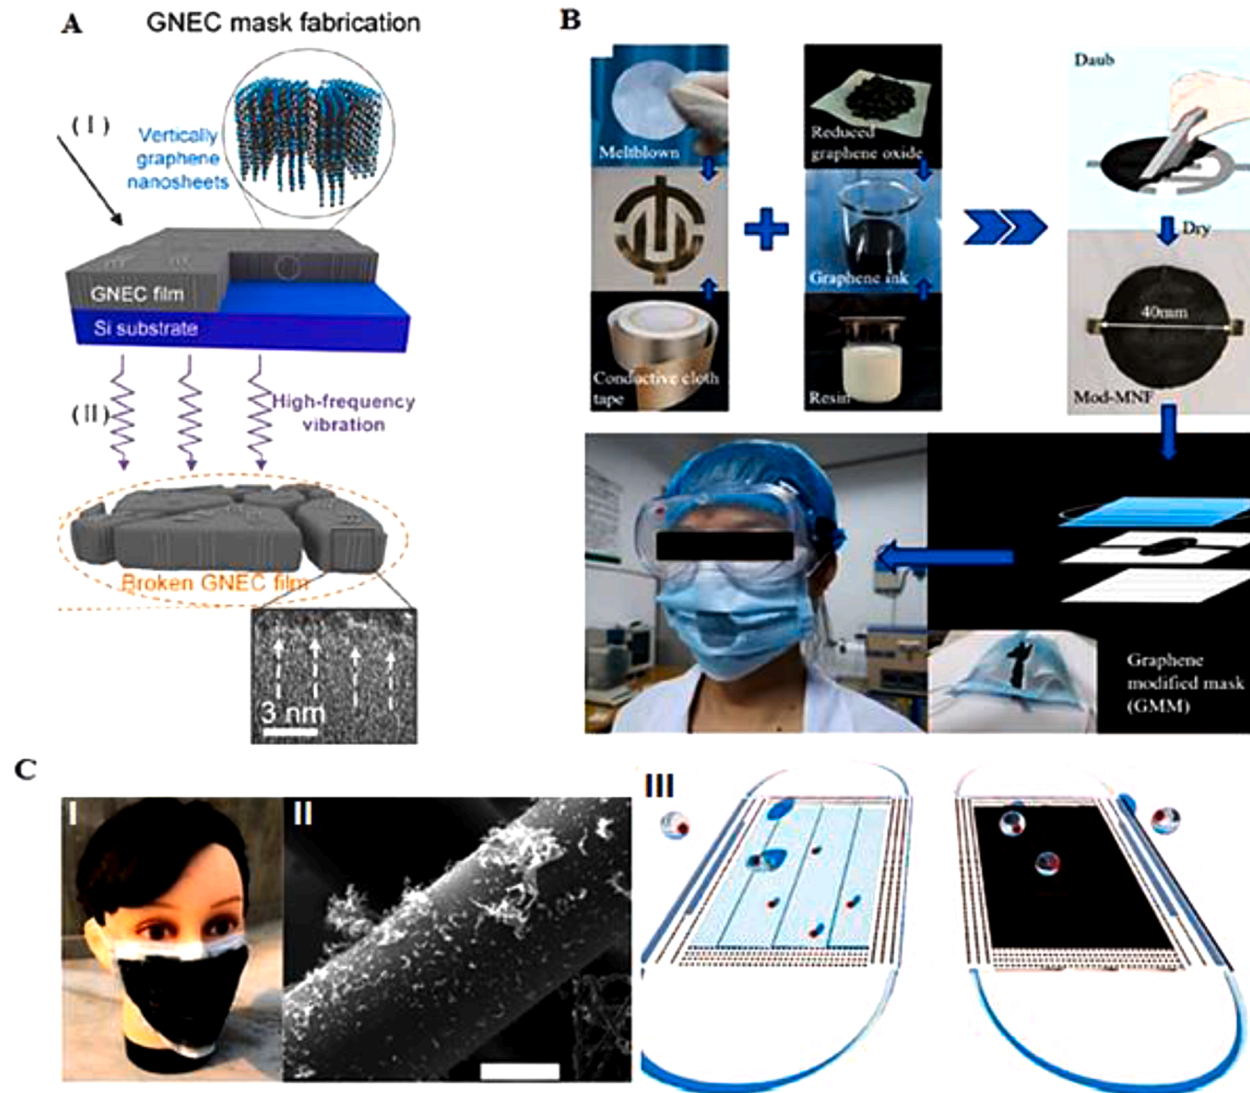 A
GNEC mask fabrication
( I )
Vertically
graphene
nanosheets
GNEC film
Si substrate
(II)
High-frequency
vibration
Broken GNEC film
3 nm
B
Meltblown
Conductive cloth
tape
Reduced
graphene oxide
Graphene ink
Resin
Daub
Dry
40mm
Mod-MNF
Graphene
modified mask
(GMM)
C
I
II
III